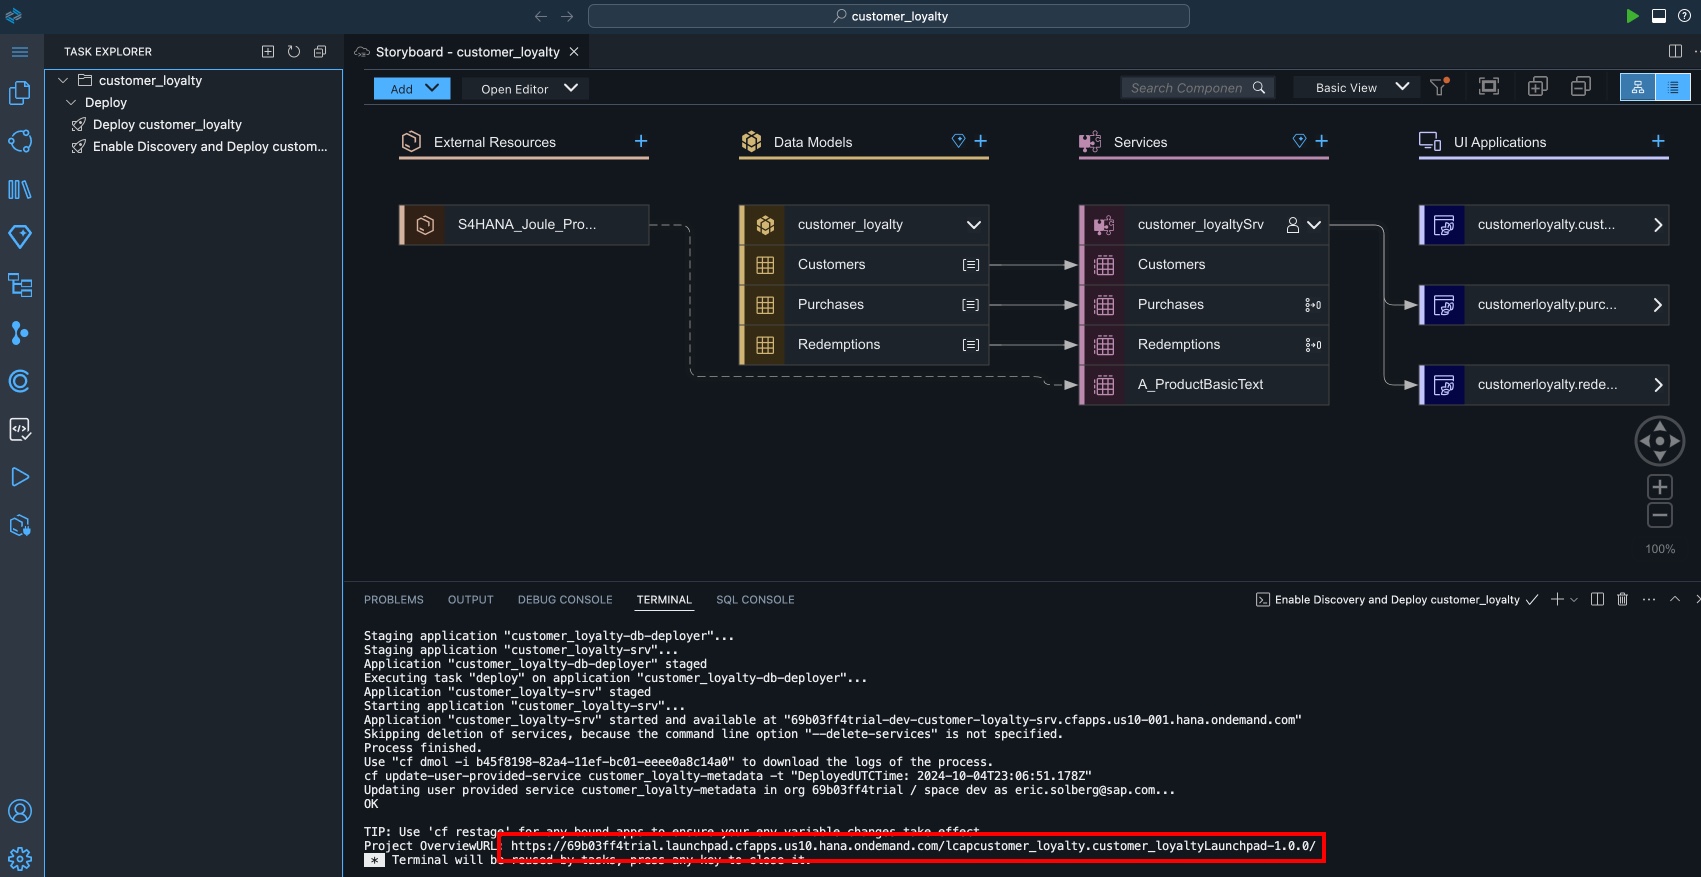 customer_loyalty
TASK EXPLORER
customer_loyalty
Deploy
Deploy customer_loyalty
Enable Discovery and Deploy custom...
Storyboard - customer_loyalty
Add
Open Editor
Search Componen
Basic View
External Resources
S4HANA_Joule_Pro...
Data Models
customer_loyalty
Customers
Purchases
Redemptions
Services
customer_loyaltySrv
Customers
Purchases
Redemptions
A_ProductBasicText
UI Applications
customerloyalty.cust...
customerloyalty.purc...
customerloyalty.rede...
100%
PROBLEMS OUTPUT DEBUG CONSOLE TERMINAL SQL CONSOLE
Enable Discovery and Deploy customer_loyalty
Staging application "customer_loyalty-db-deployer"...
Staging application "customer_loyalty-srv"...
Application "customer_loyalty-db-deployer" staged
Executing task "deploy" on application "customer_loyalty-db-deployer"...
Application "customer_loyalty-srv" staged
Starting application "customer_loyalty-srv"...
Application "customer_loyalty-srv" started and available at "69b03ff4trial-dev-customer-loyalty-srv.cfapps.us10-001.hana.ondemand.com"
Skipping deletion of services, because the command line option "--delete-services" is not specified.
Process finished.
Use "cf dmol -i b45f8198-82a4-11ef-bc01-eeee0a8c14a0" to download the logs of the process.
cf update-user-provided-service customer_loyalty-metadata -t "DeployedUTCTime: 2024-10-04T23:06:51.178Z"
Updating user provided service customer_loyalty-metadata in org 69b03ff4trial / space dev as eric.solberg@sap.com...
OK
TIP: Use 'cf restage' for any bound apps to ensure your env variable changes take effect
Project OverviewURL: https://69b03ff4trial.launchpad.cfapps.us10.hana.ondemand.com/lcapcustomer_loyalty.customer_loyaltyLaunchpad-1.0.0/
* Terminal will be reused by tasks, press any key to close it.